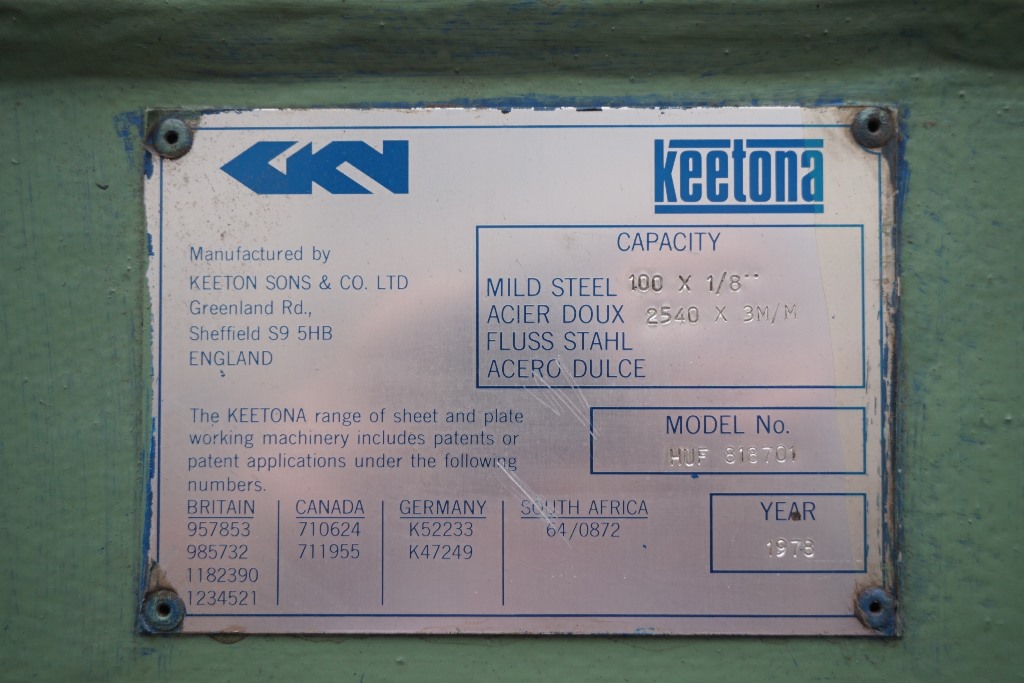 GKN
keetona
Manufactured by
KEETON SONS & CO. LTD
Greenland Rd.,
Sheffield S9 5HB
ENGLAND
CAPACITY
MILD STEEL 100 X 1/8"
ACIER DOUX 2540 X 3M/M
FLUSS STAHL
ACERO DULCE
The KEETONA range of sheet and plate
working machinery includes patents or
patent applications under the following
numbers.
MODEL No.
HUF 818701
BRITAIN
957853
985732
1182390
1234521
CANADA
710624
711955
GERMANY
K52233
K47249
SOUTH AFRICA
64/0872
YEAR
1978